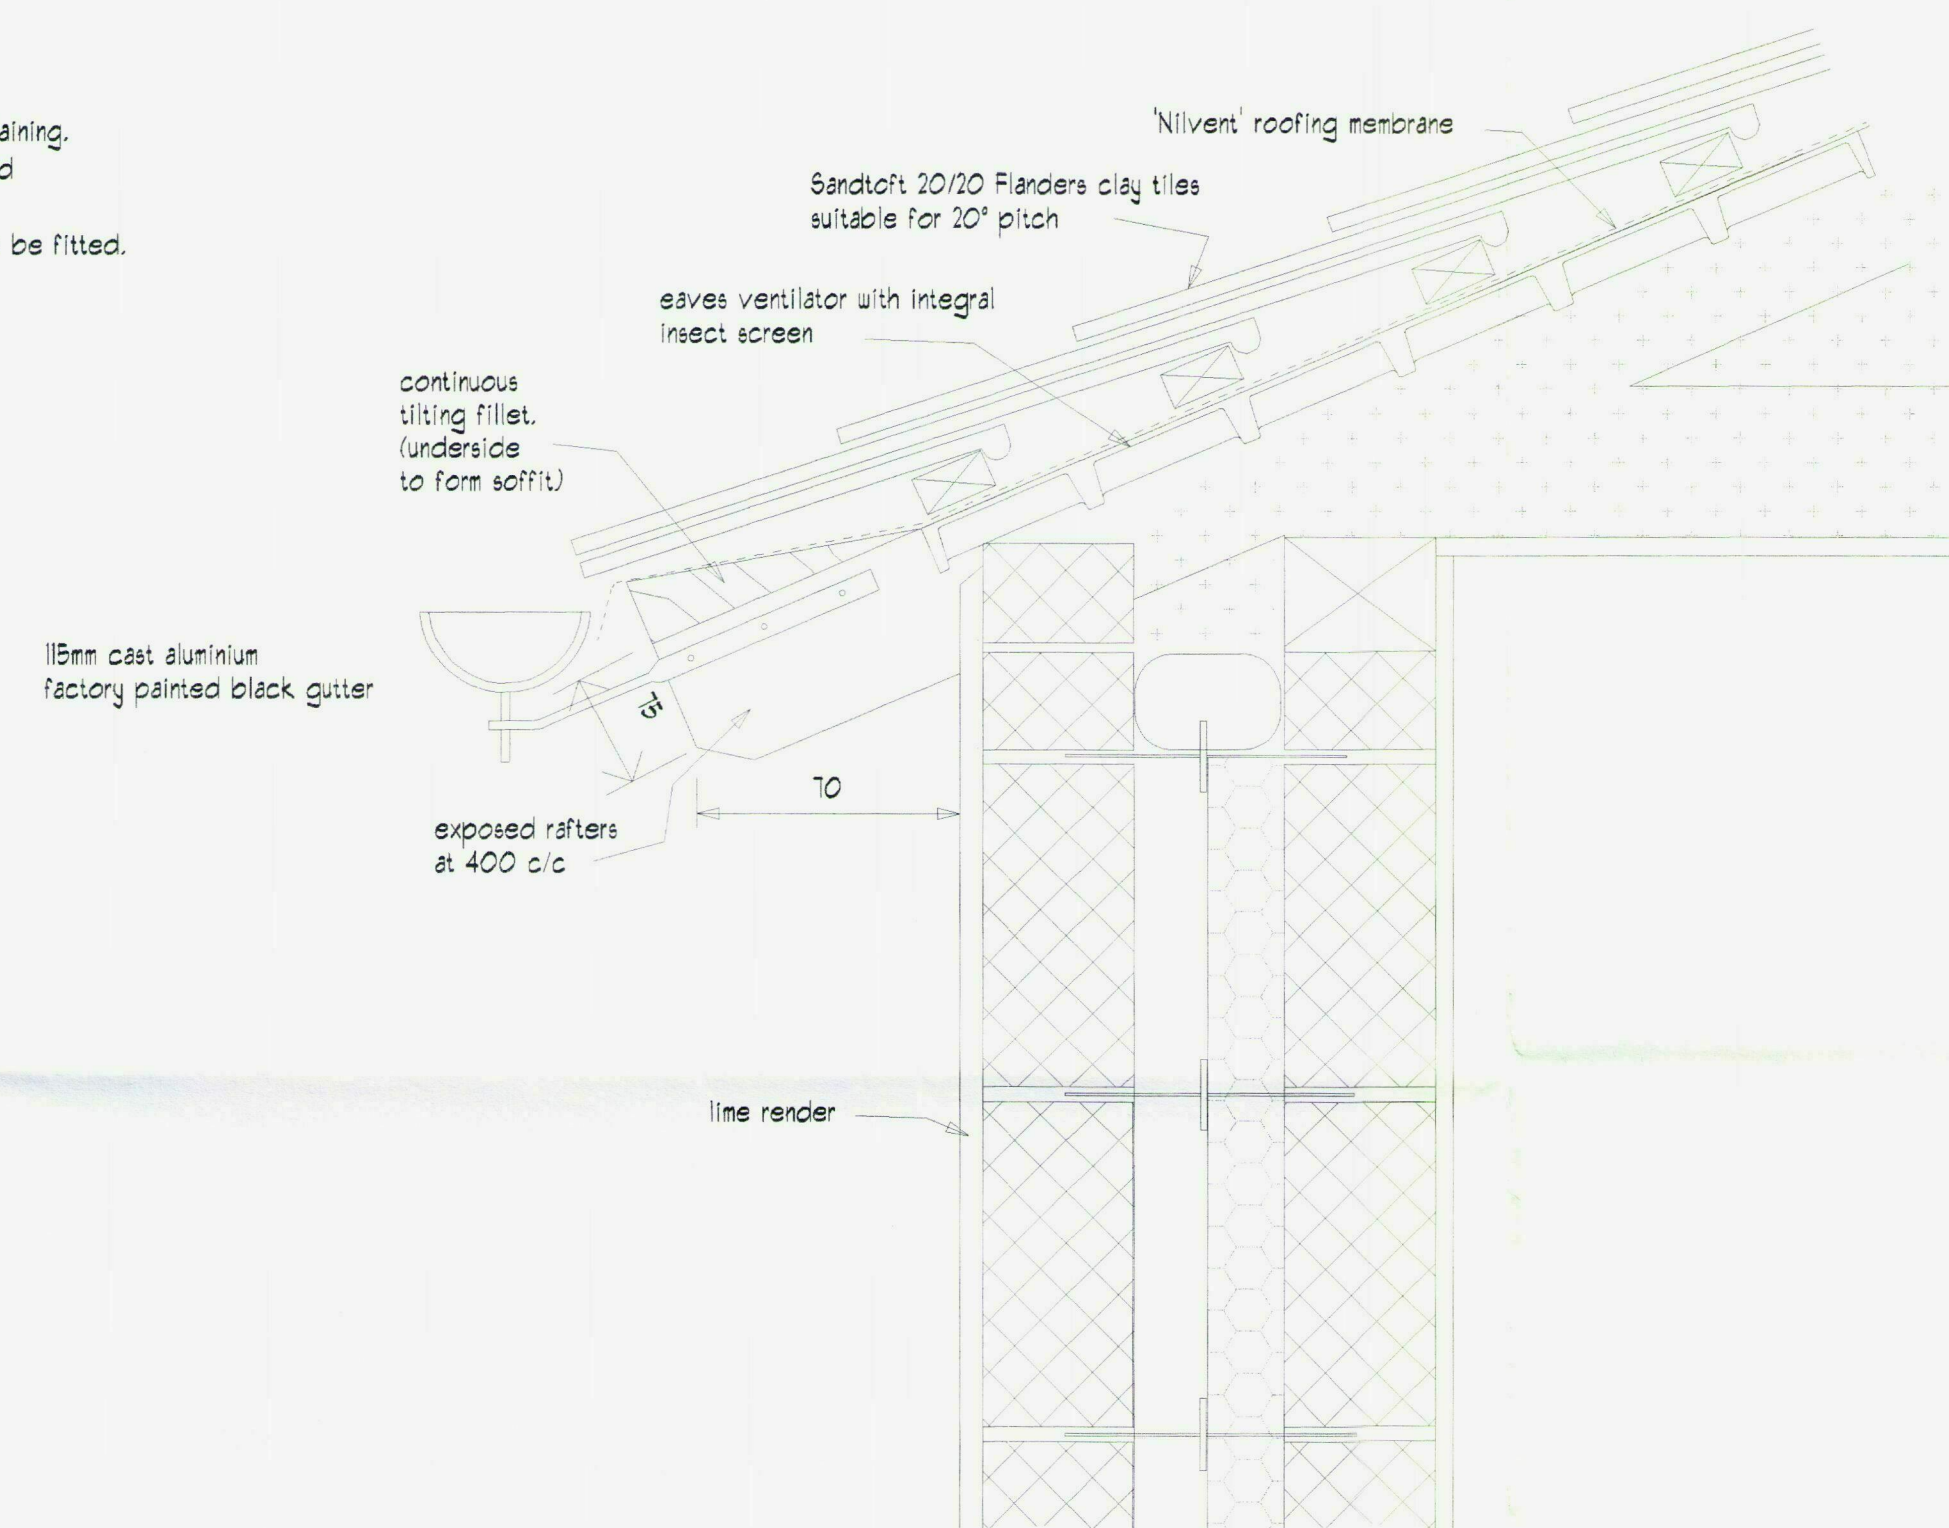 aining.
d
be fitted.
'Nilvent' roofing membrane
Sandtoft 20/20 Flanders clay tiles
suitable for 20° pitch
eaves ventilator with integral
insect screen
continuous
tilting fillet.
(underside
to form soffit)
115mm cast aluminium
factory painted black gutter
75
70
exposed rafters
at 400 c/c
lime render